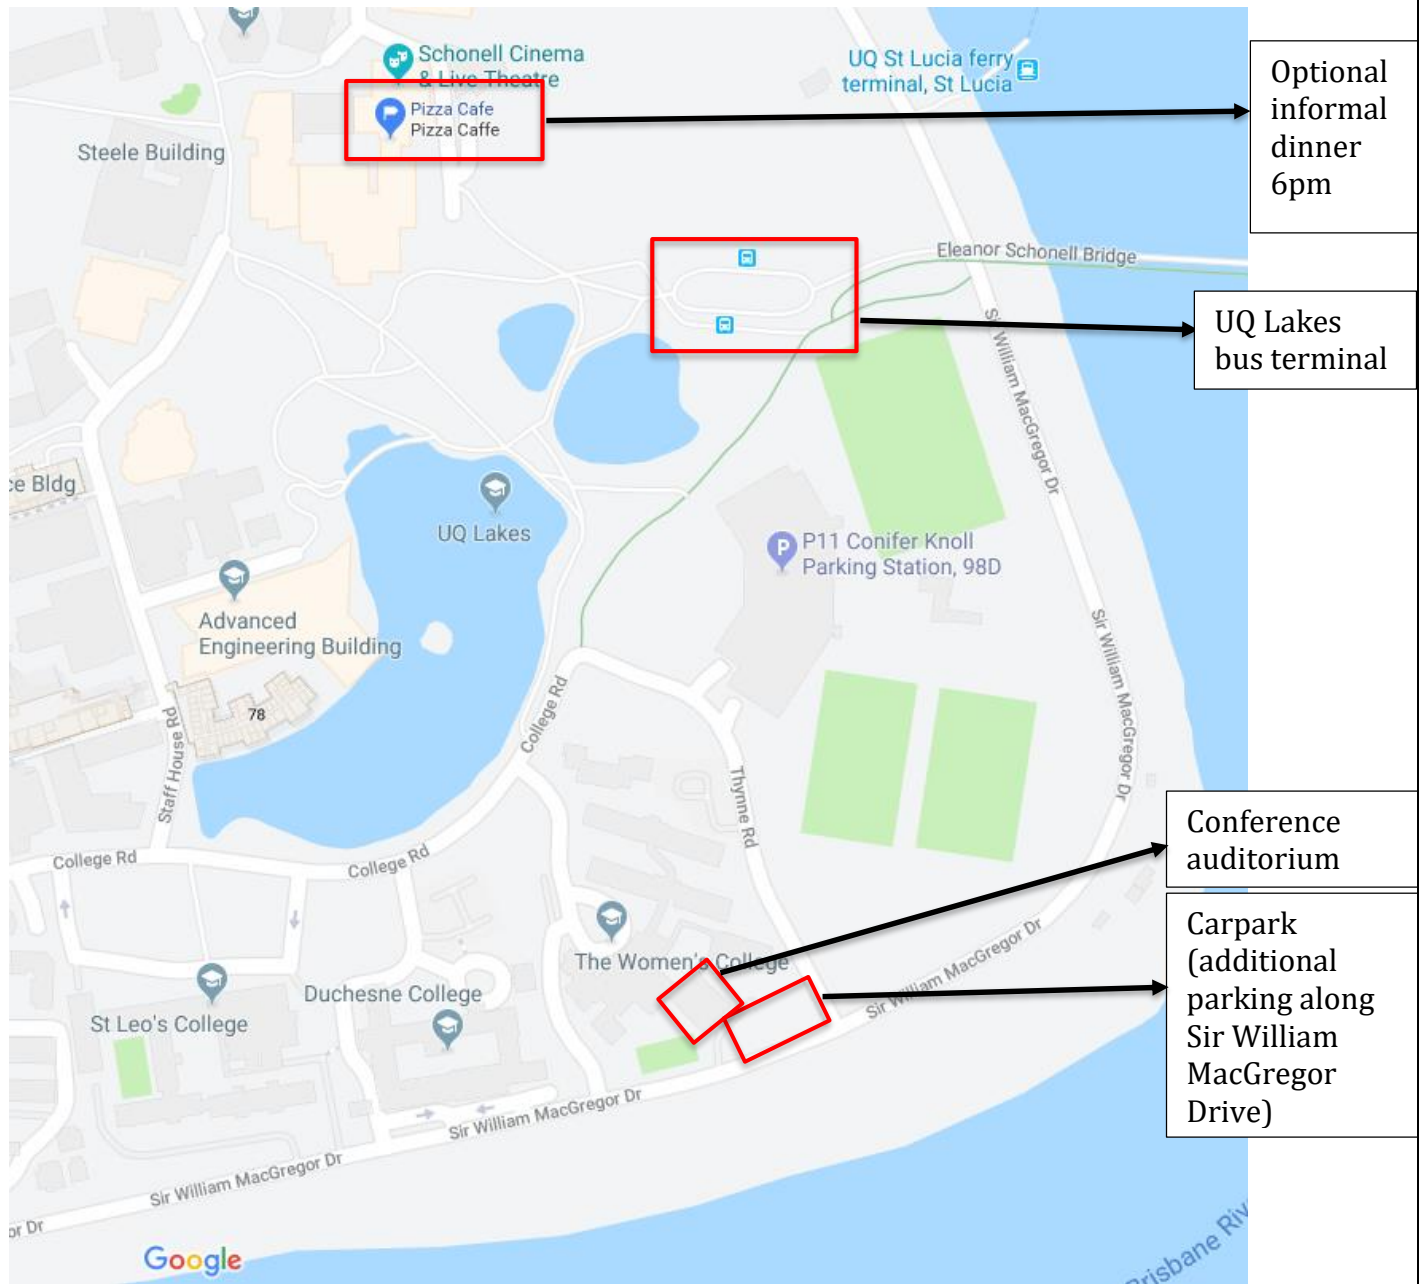 Schonell Cinema
& Live Theatre
Pizza Cafe
Pizza Caffe
UQ St Lucia ferry
terminal, St Lucia
Optional
informal
dinner
6pm
Steele Building
Eleanor Schonell Bridge
UQ Lakes
bus terminal
Sir William MacGregor Dr
ce Bldg
UQ Lakes
P11 Conifer Knoll
Parking Station, 98D
Advanced
Engineering Building
Sir William MacGregor Dr
78
College Rd
Staff House Rd
Thynne Rd
Conference
auditorium
College Rd
College Rd
The Women's College
Sir William MacGregor Dr
Carpark
(additional
parking along
Sir William
MacGregor
Drive)
Duchesne College
St Leo's College
Sir William MacGregor Dr
Sir William MacGregor Dr
or Dr
Google
Brisbane Riv